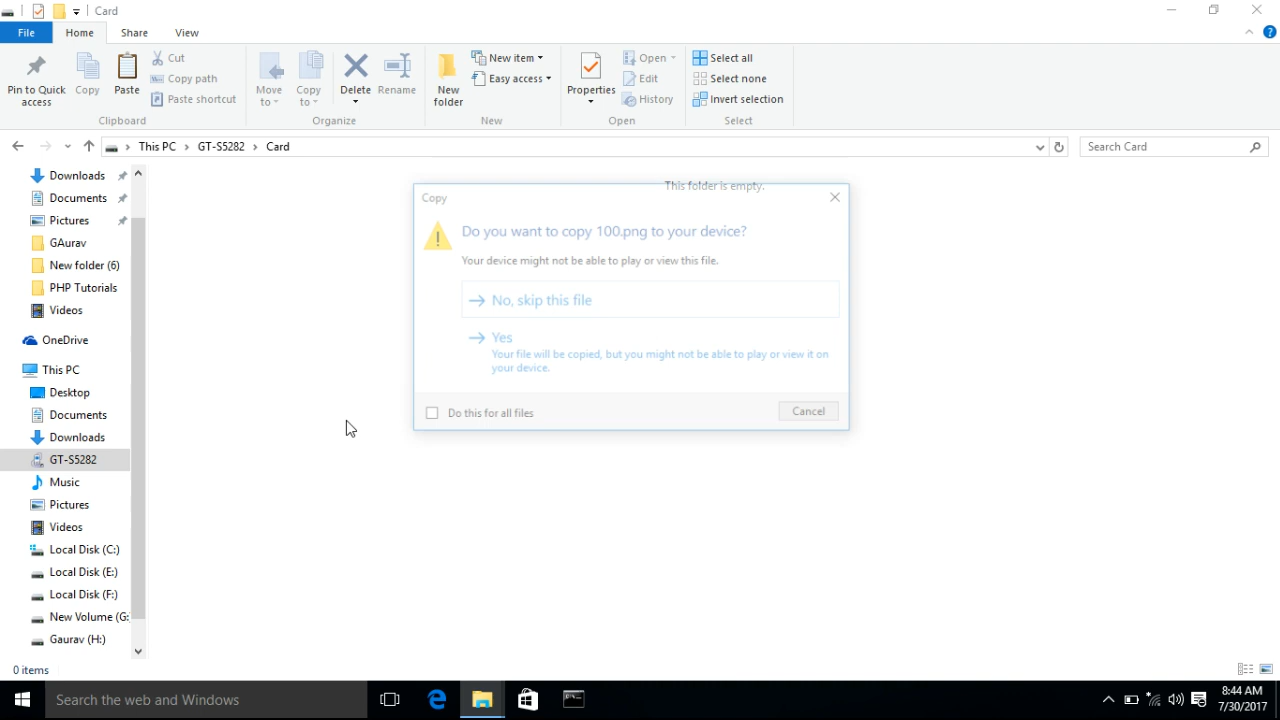 Card
File
Home
Share
View
Pin to Quick access
Copy
Paste
Cut
Copy path
Paste shortcut
Clipboard
Move to
Copy to
Delete
Rename
Organize
New folder
New item
Easy access
New
Properties
Open
Edit
History
Open
Select all
Select none
Invert selection
Select
This PC > GT-S5282 > Card
Search Card
Downloads
Documents
Pictures
GAurav
New folder (6)
PHP Tutorials
Videos
OneDrive
This PC
Desktop
Documents
Downloads
GT-S5282
Music
Pictures
Videos
Local Disk (C:)
Local Disk (E:)
Local Disk (F:)
New Volume (G:
Gaurav (H:)
This folder is empty.
Copy
Do you want to copy 100.png to your device?
Your device might not be able to play or view this file.
No, skip this file
Yes
Your file will be copied, but you might not be able to play or view it on
your device.
Do this for all files
Cancel
0 items
Search the web and Windows
8:44 AM
7/30/2017